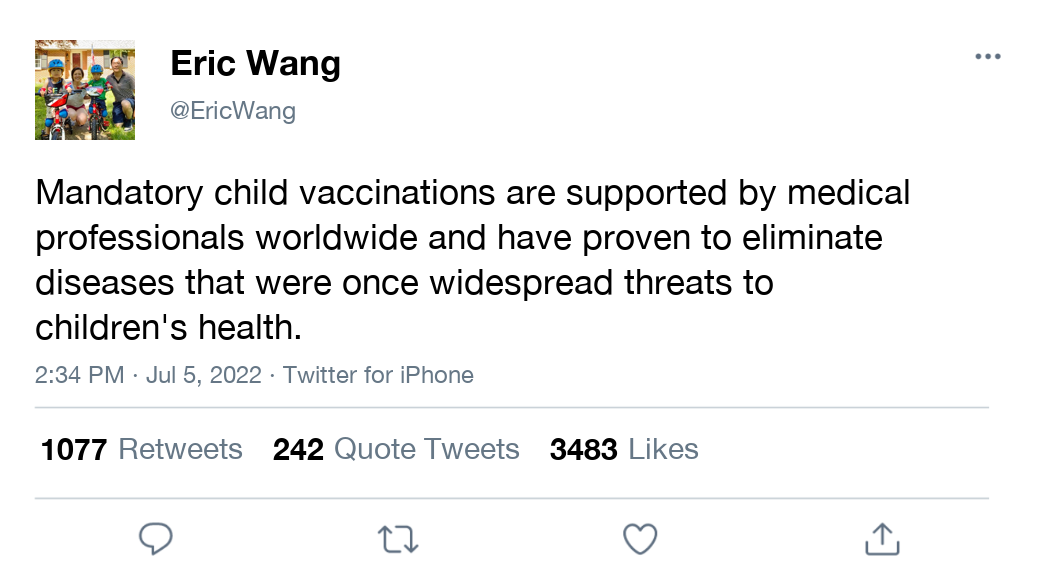 Eric Wang
@EricWang
Mandatory child vaccinations are supported by medical
professionals worldwide and have proven to eliminate
diseases that were once widespread threats to
children's health.
2:34 PM · Jul 5, 2022 · Twitter for iPhone
1077 Retweets 242 Quote Tweets 3483 Likes